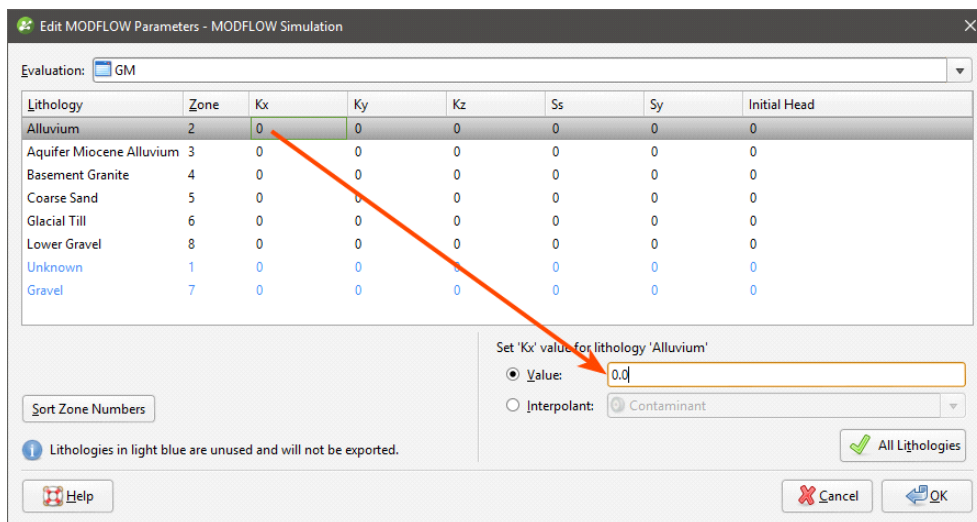 Edit MODFLOW Parameters - MODFLOW Simulation
Evaluation: GM
Lithology Zone Kx Ky Kz Ss Sy Initial Head
Alluvium 2 0 0 0 0 0 0
Aquifer Miocene Alluvium 3 0 0 0 0 0 0
Basement Granite 4 0 0 0 0 0 0
Coarse Sand 5 0 0 0 0 0 0
Glacial Till 6 0 0 0 0 0 0
Lower Gravel 8 0 0 0 0 0 0
Unknown 1 0 0 0 0 0 0
Gravel 7 0 0 0 0 0 0
Set 'Kx' value for lithology 'Alluvium'
Value: 0.0
Interpolant: Contaminant
Sort Zone Numbers
Lithologies in light blue are unused and will not be exported.
All Lithologies
Help
Cancel
OK